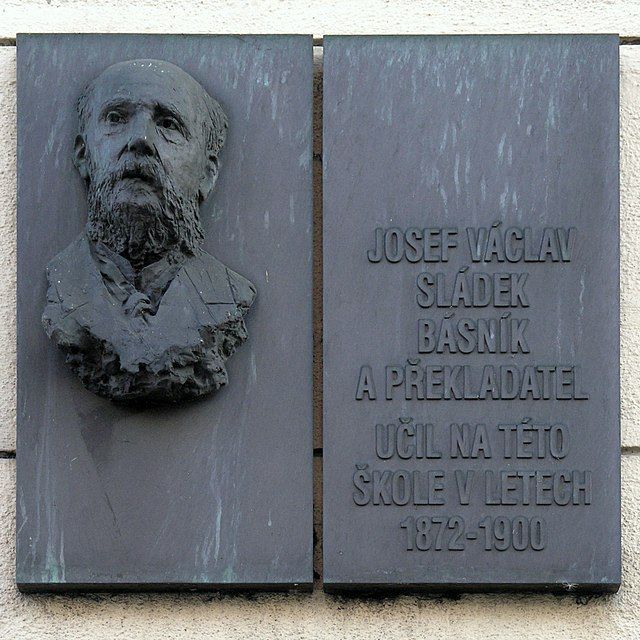 JOSEF VÁCLAV
SLÁDEK
BÁSNÍK
A PŘEKLADATEL
UČIL NA TÉTO
ŠKOLE V LETECH
1872-1900